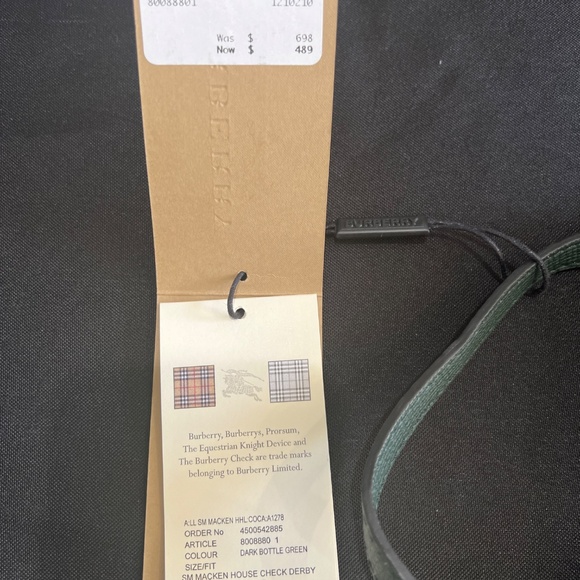 80088801 1210210
Was $ 698
Now $ 489
BURBERRY
Burberry, Burberrys, Prorsum,
The Equestrian Knight Device and
The Burberry Check are trade marks
belonging to Burberry Limited.
A:LL SM MACKEN HHL COCA:A1278
ORDER No 4500542885
ARTICLE 8008880 1
COLOUR DARK BOTTLE GREEN
SIZE/FIT
SM MACKEN HOUSE CHECK DERBY